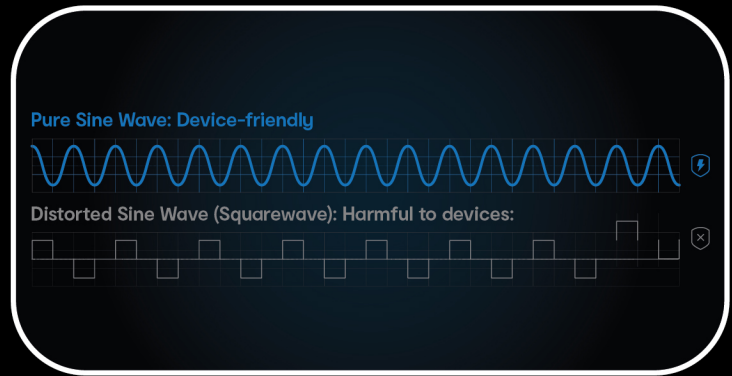 Pure Sine Wave: Device-friendly
Distorted Sine Wave (Squarewave): Harmful to devices: